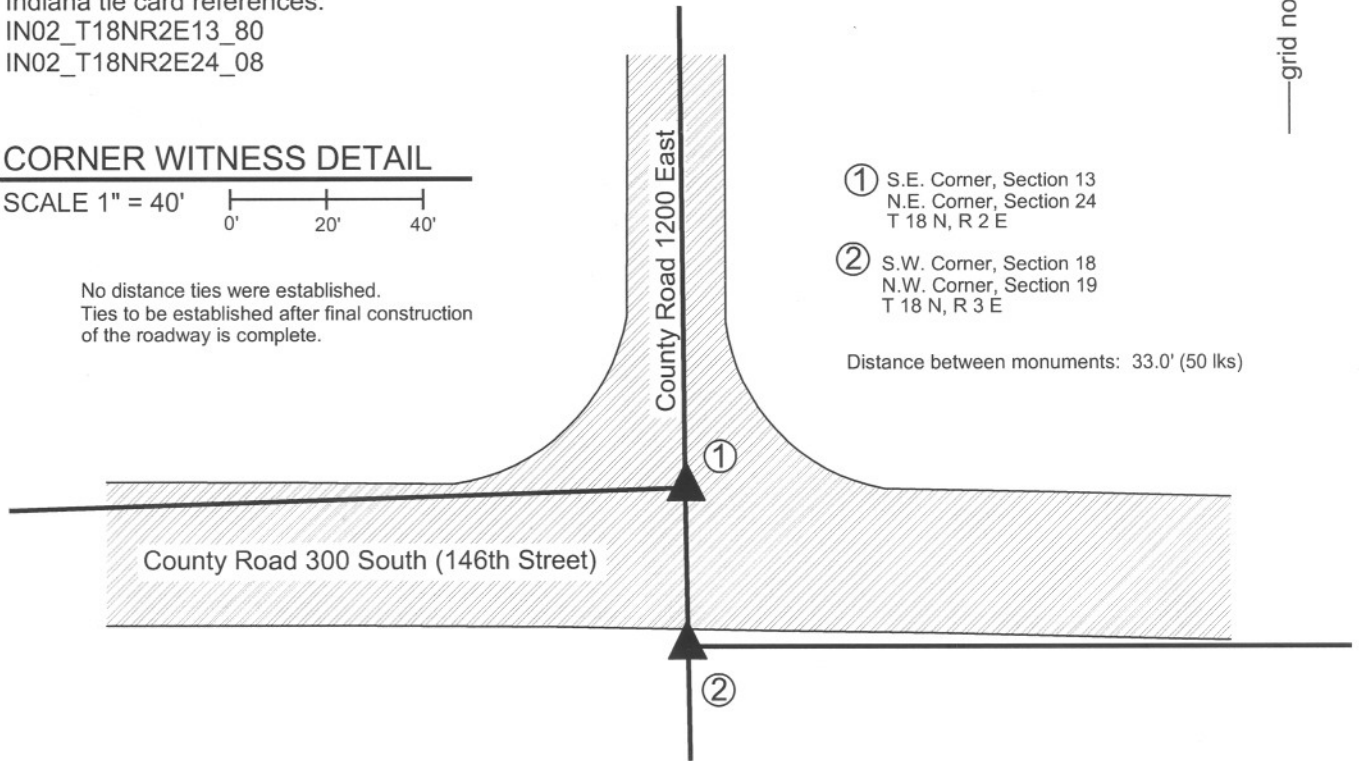 Indiana tie card references:
IN02_T18NR2E13_80
IN02_T18NR2E24_08
grid no
CORNER WITNESS DETAIL
SCALE 1" = 40'
0' 20' 40'
No distance ties were established.
Ties to be established after final construction
of the roadway is complete.
County Road 1200 East
① S.E. Corner, Section 13
N.E. Corner, Section 24
T 18 N, R 2 E
② S.W. Corner, Section 18
N.W. Corner, Section 19
T 18 N, R 3 E
Distance between monuments: 33.0' (50 lks)
①
County Road 300 South (146th Street)
②